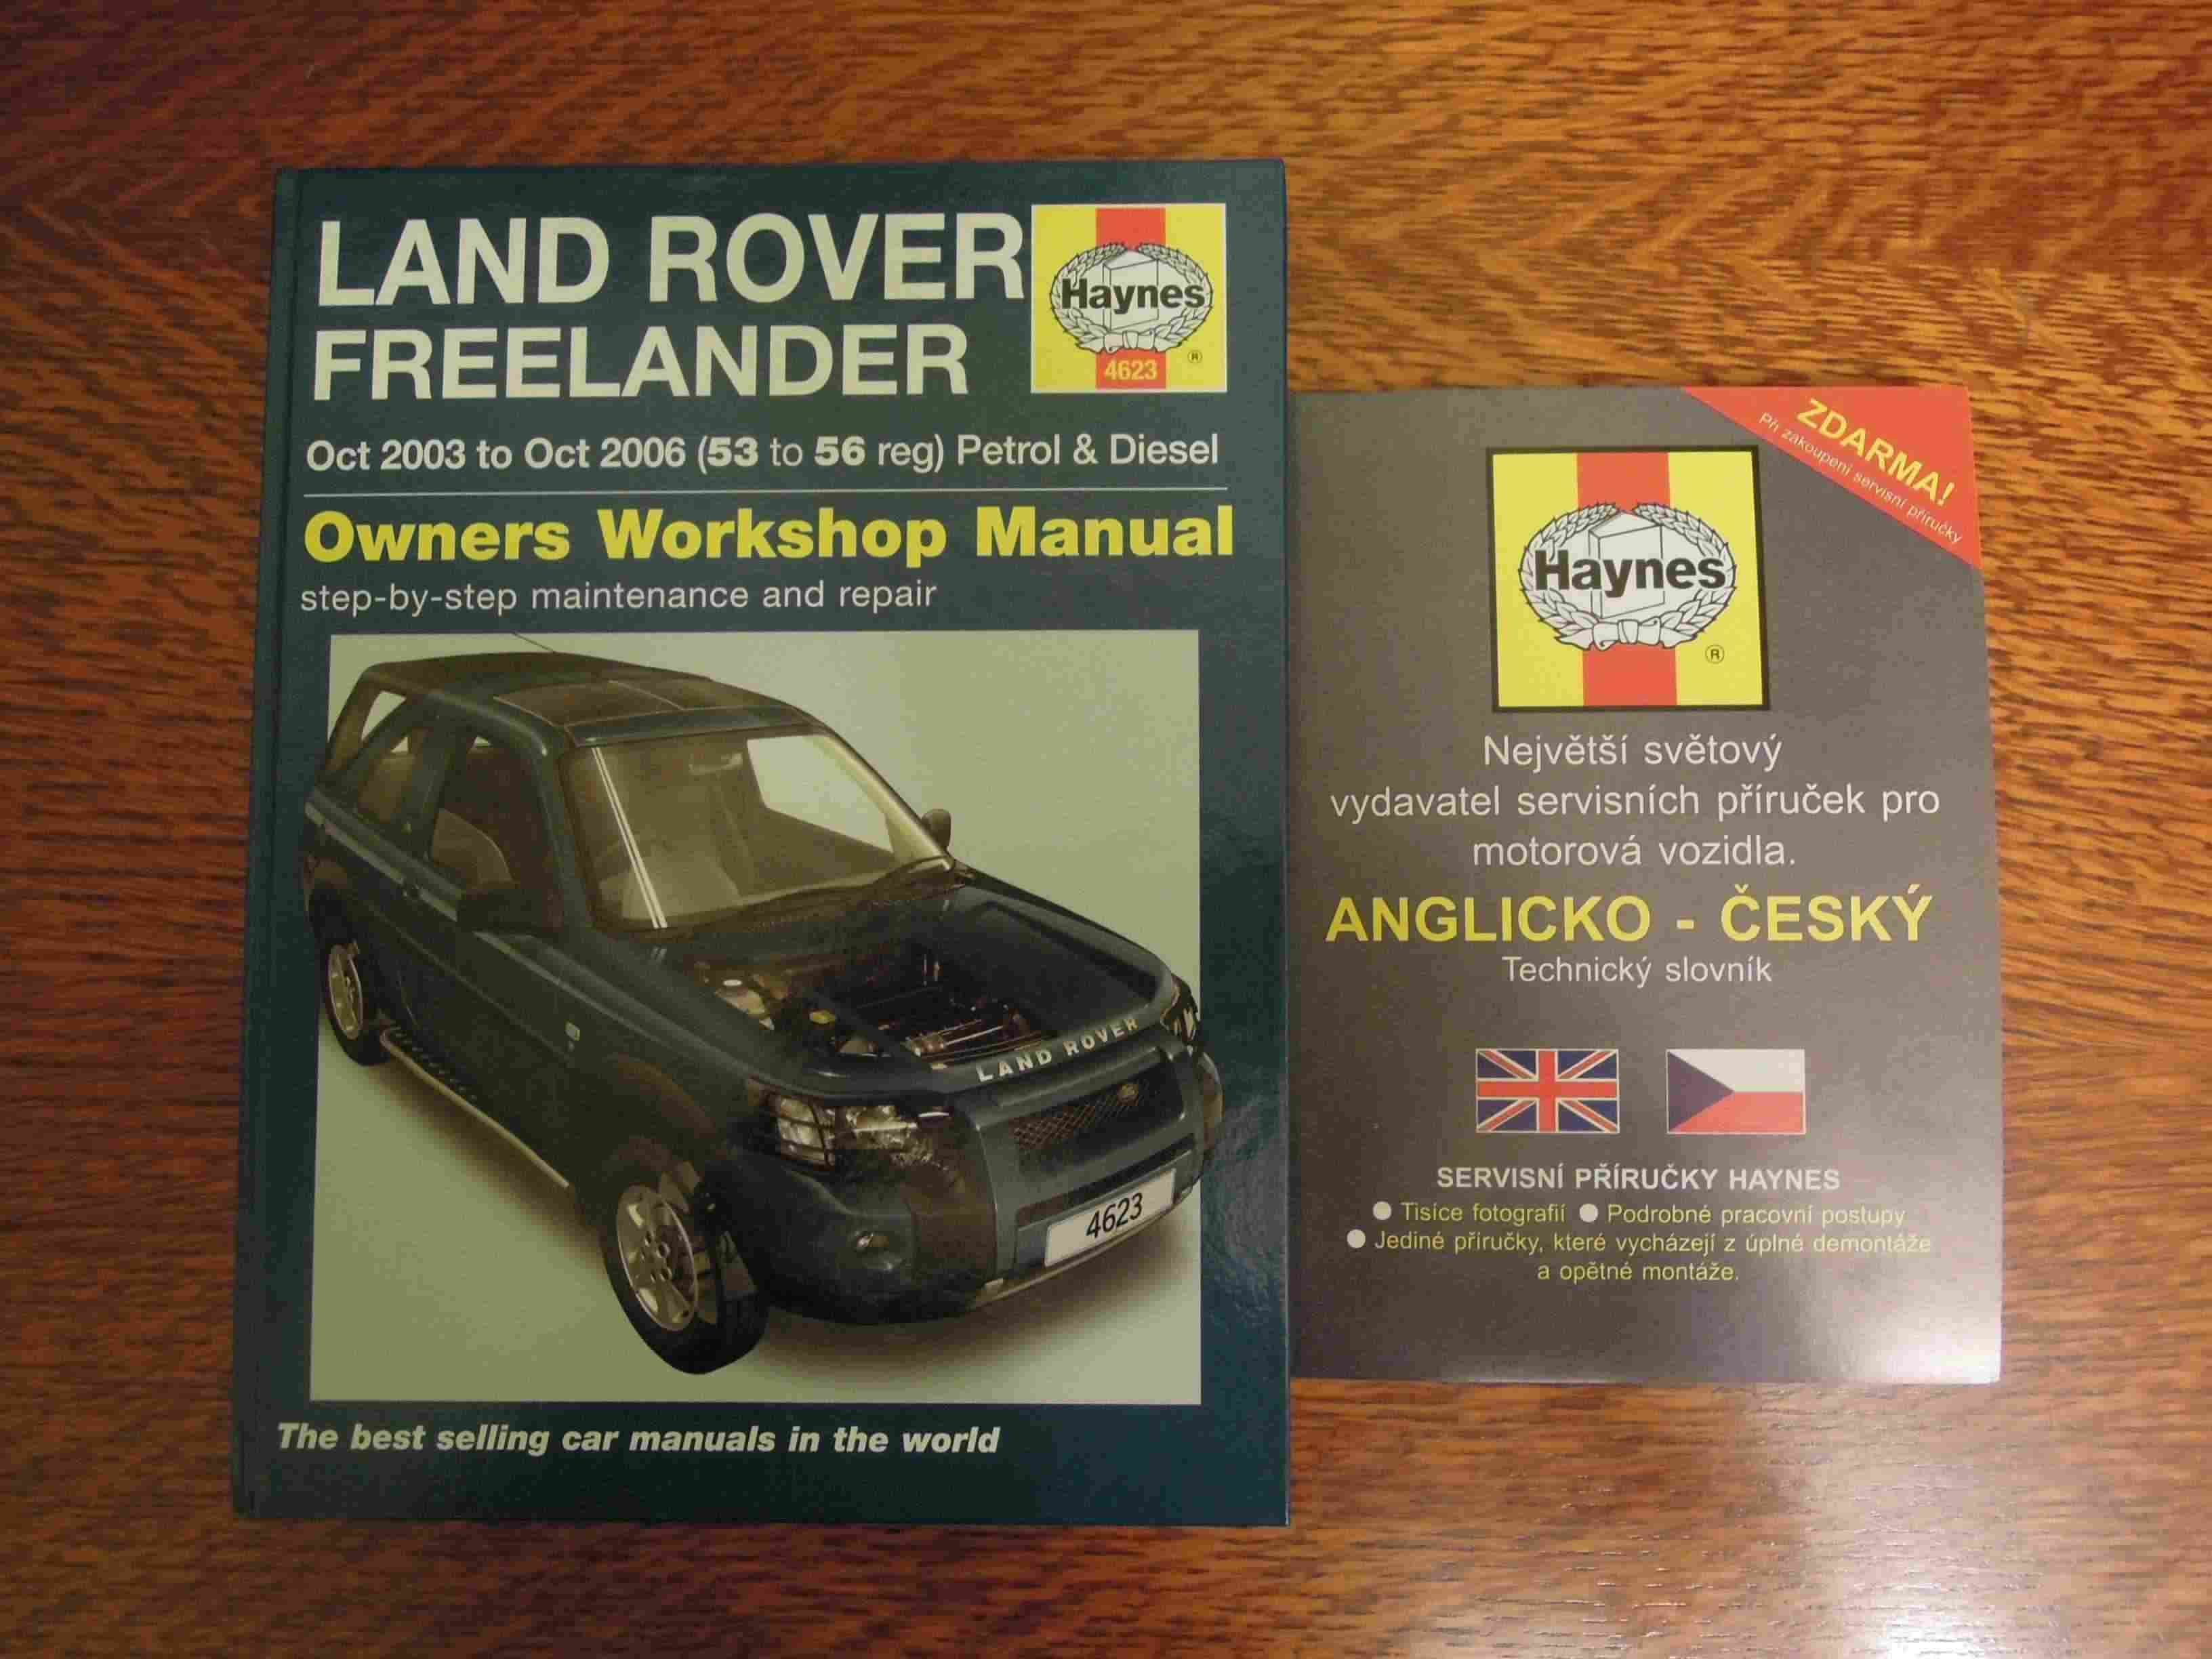 LAND ROVER
FREELANDER
Haynes
®
4623
Oct 2003 to Oct 2006 (53 to 56 reg) Petrol & Diesel
Owners Workshop Manual
step-by-step maintenance and repair
LAND ROVER
4623
The best selling car manuals in the world
ZDARMA!
Při zakoupení servisní příručky
Haynes
®
Největší světový
vydavatel servisních příruček pro
motorová vozidla.
ANGLICKO - ČESKÝ
Technický slovník
SERVISNÍ PŘÍRUČKY HAYNES
● Tisíce fotografií ● Podrobné pracovní postupy
● Jediné příručky, které vycházejí z úplné demontáže
a opětné montáže.